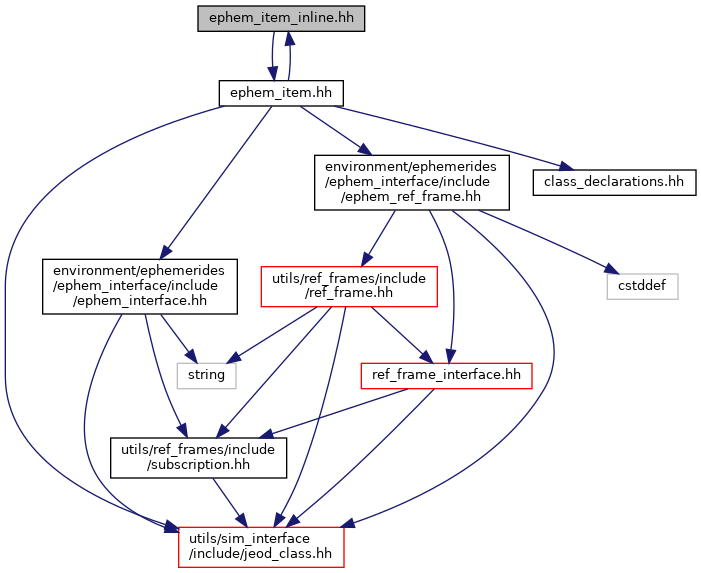 ephem_item_inline.hh
ephem_item.hh
environment/ephemerides
/ephem_interface/include
/ephem_ref_frame.hh
class_declarations.hh
environment/ephemerides
/ephem_interface/include
/ephem_interface.hh
utils/ref_frames/include
/ref_frame.hh
cstddef
string
ref_frame_interface.hh
utils/ref_frames/include
/subscription.hh
utils/sim_interface
/include/jeod_class.hh